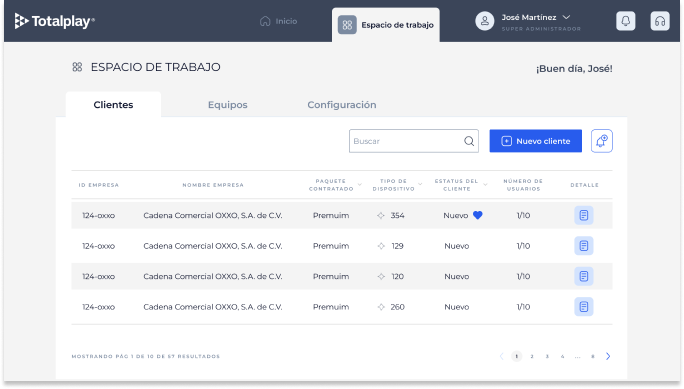 Totalplay®
Inicio
Espacio de trabajo
José Martínez
SUPER ADMINISTRADOR
ESPACIO DE TRABAJO
¡Buen día, José!
Clientes Equipos Configuración
Buscar
Nuevo cliente
ID EMPRESA NOMBRE EMPRESA PAQUETE CONTRATADO TIPO DE DISPOSITIVO ESTATUS DEL CLIENTE NÚMERO DE USUARIOS DETALLE
124-oxxo Cadena Comercial OXXO, S.A. de C.V. Premuim 354 Nuevo 1/10
124-oxxo Cadena Comercial OXXO, S.A. de C.V. Premuim 129 Nuevo 1/10
124-oxxo Cadena Comercial OXXO, S.A. de C.V. Premuim 120 Nuevo 1/10
124-oxxo Cadena Comercial OXXO, S.A. de C.V. Premuim 260 Nuevo 1/10
MOSTRANDO PÁG 1 DE 10 DE 57 RESULTADOS
1 2 3 4 ... 6